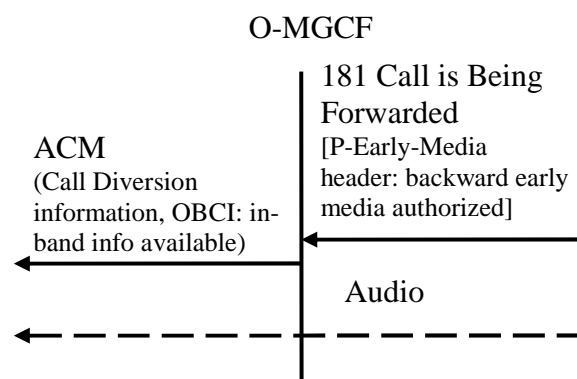 O-MGCF
181 Call is Being
Forwarded
[P-Early-Media
header: backward early
media authorized]
ACM
(Call Diversion
information, OBCI: in-
band info available)
Audio